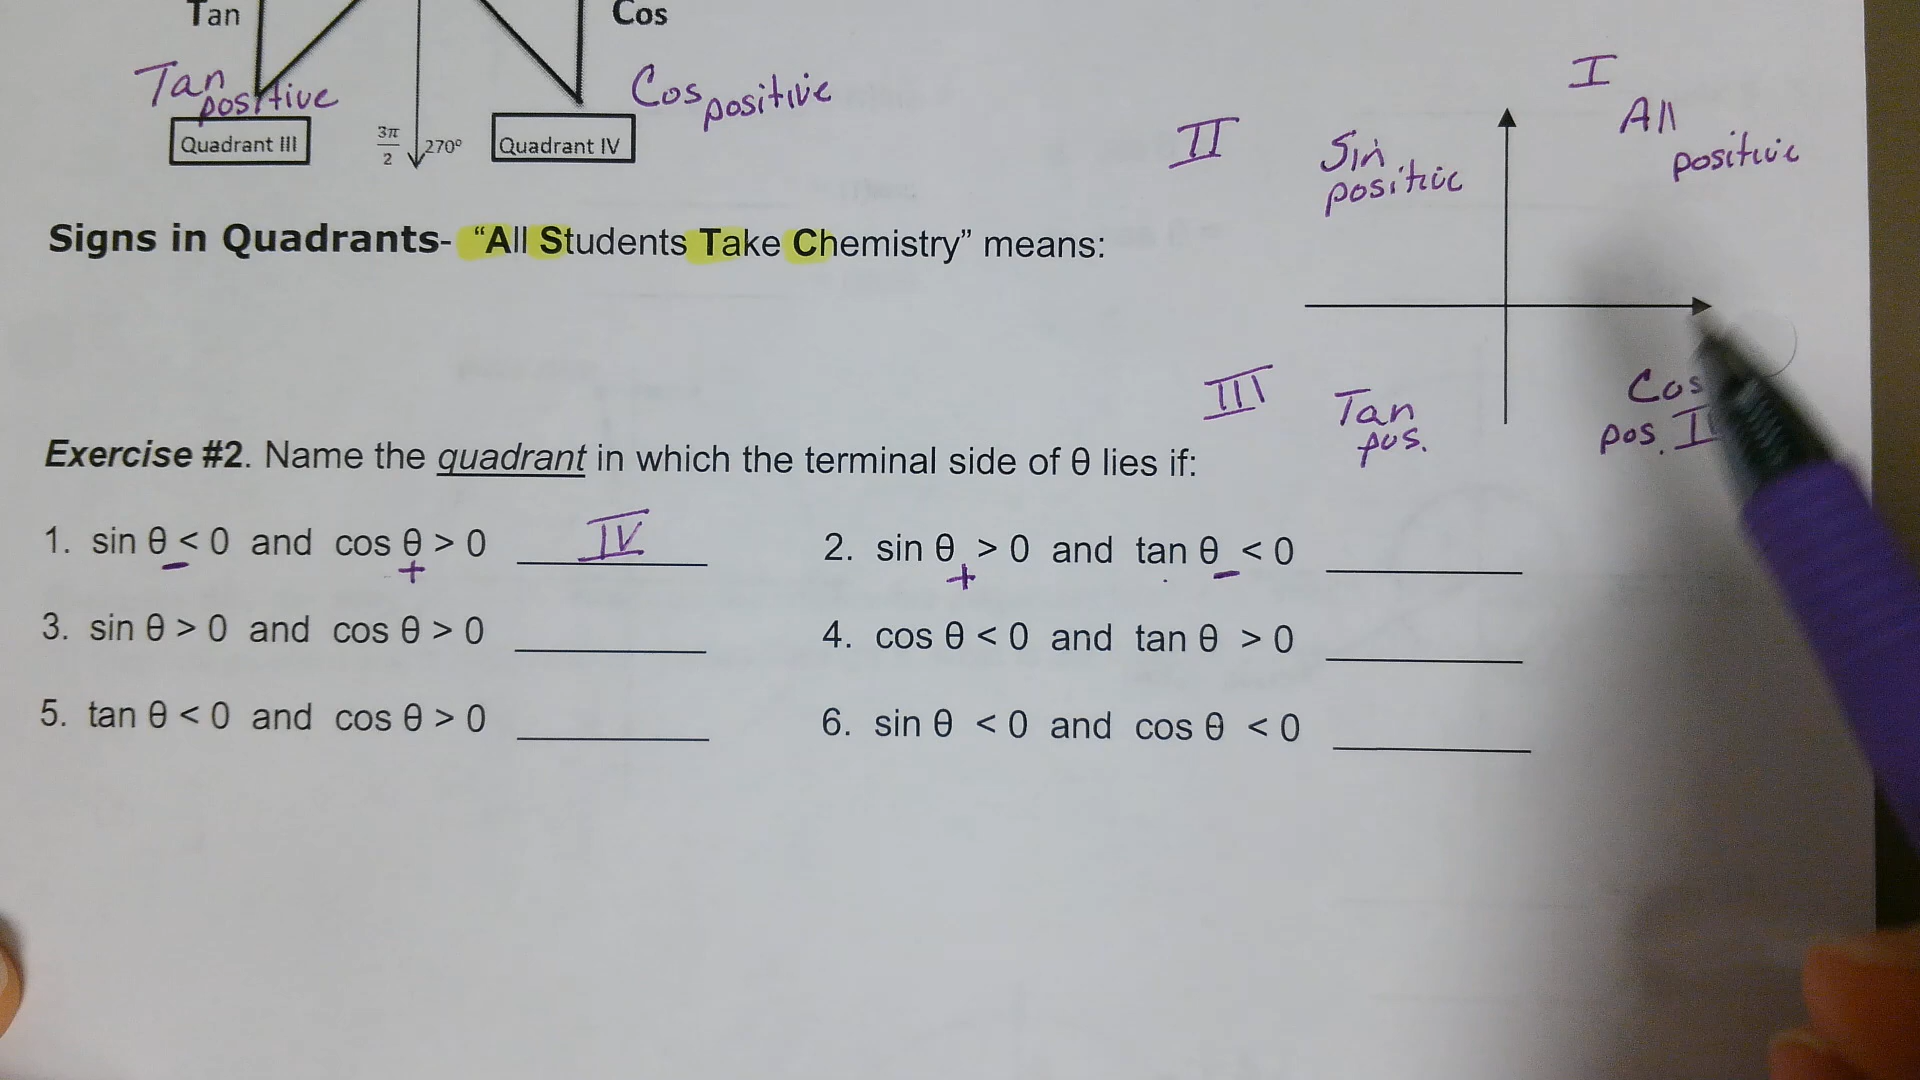 Tan Cos
Tan positive Cos positive
Quadrant III 3π/2 270° Quadrant IV
I
All positive
II
Sin positive
Signs in Quadrants- “All Students Take Chemistry” means:
III
Tan pos.
Cos pos.
Exercise #2. Name the quadrant in which the terminal side of θ lies if:
1. sin θ < 0 and cos θ > 0 IV
- +
2. sin θ > 0 and tan θ < 0
+ -
3. sin θ > 0 and cos θ > 0
4. cos θ < 0 and tan θ > 0
5. tan θ < 0 and cos θ > 0
6. sin θ < 0 and cos θ < 0